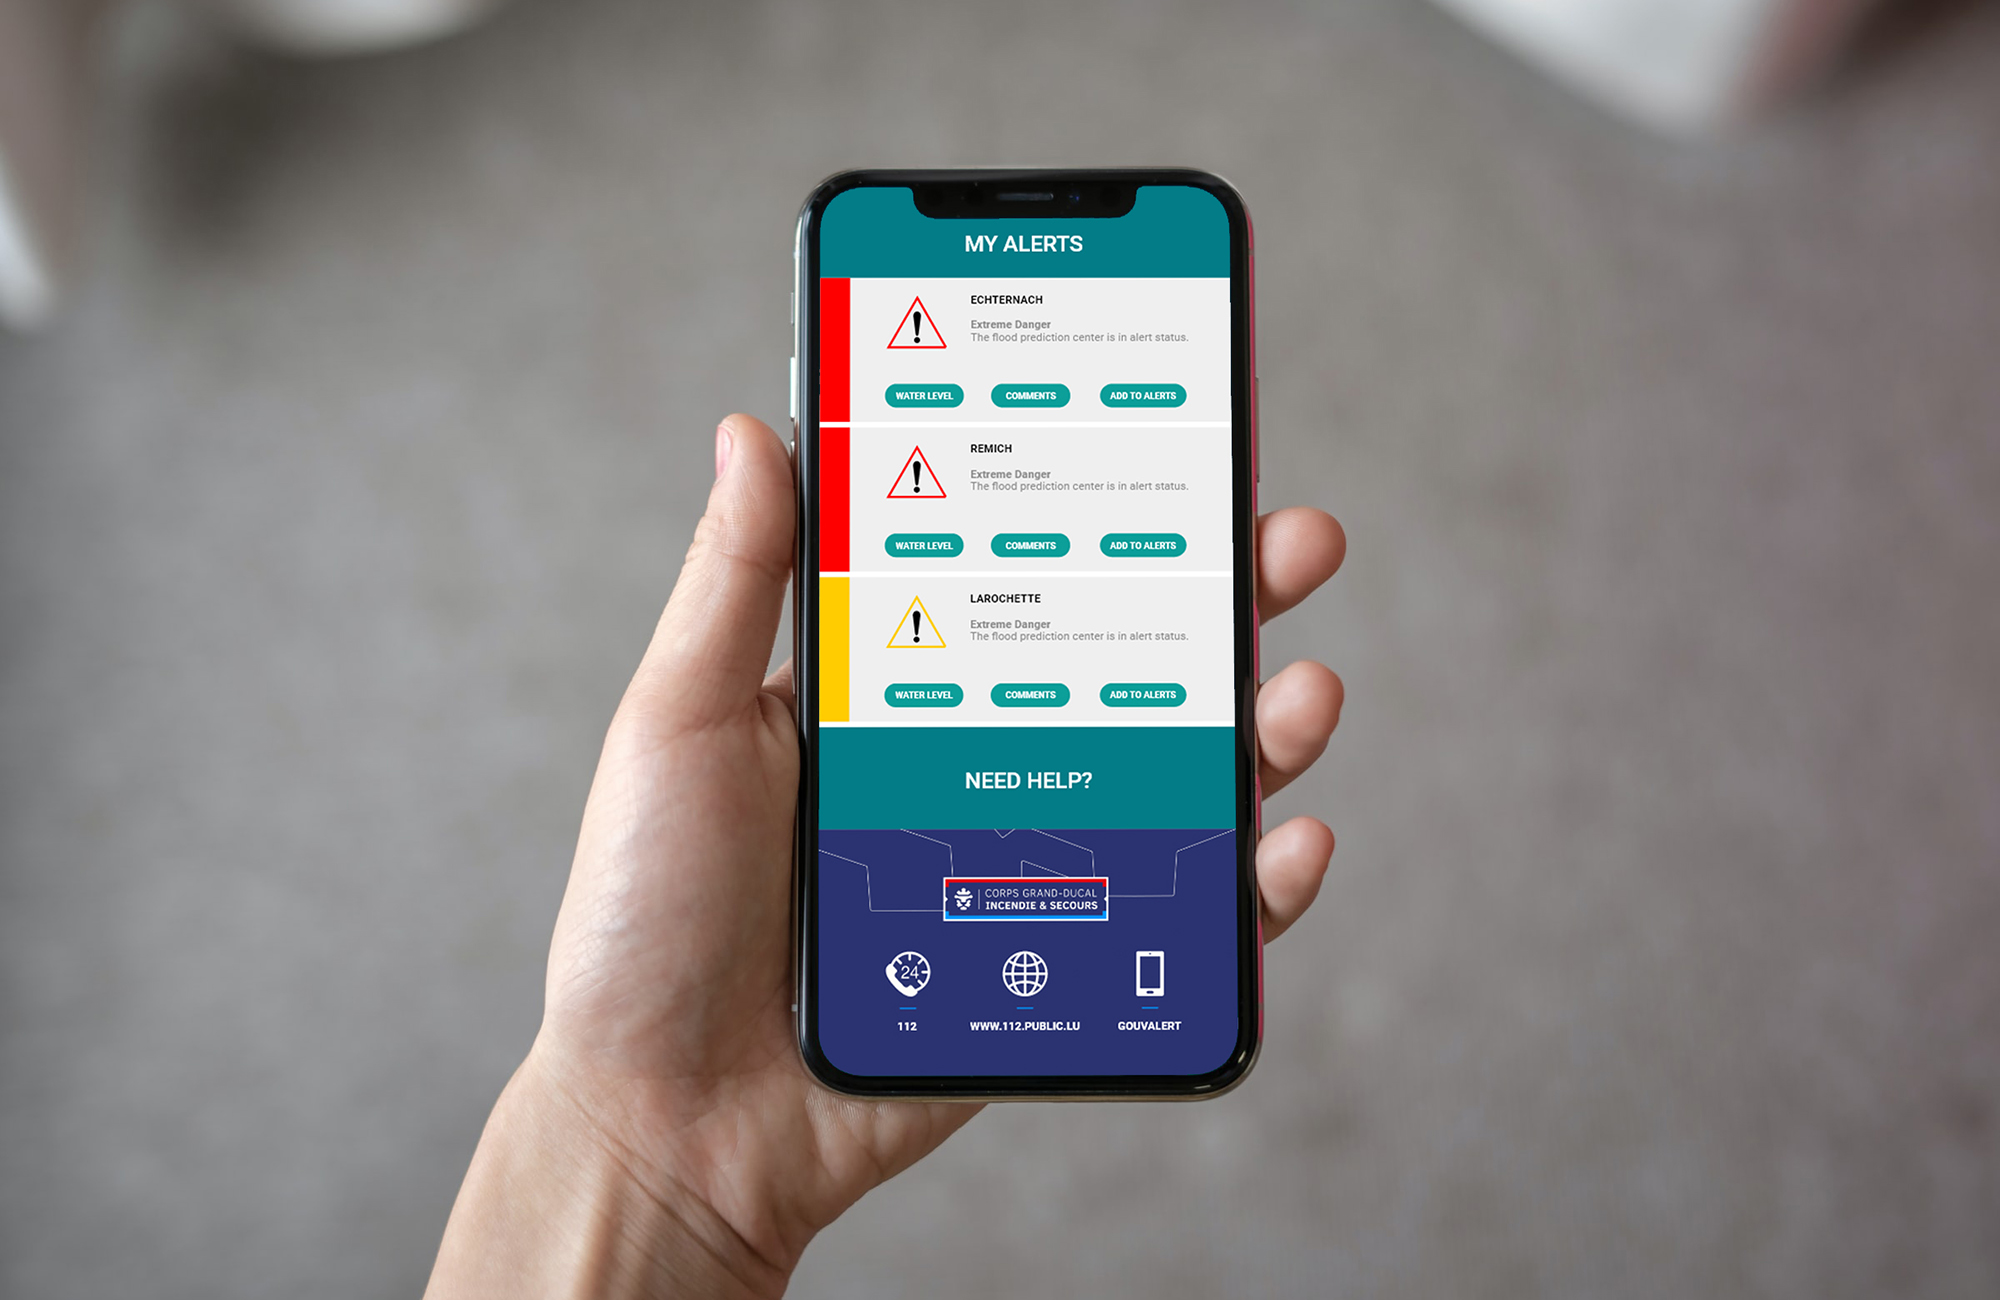 MY ALERTS
ECHTERNACH
Extreme Danger
The flood prediction center is in alert status.
WATER LEVEL
COMMENTS
ADD TO ALERTS
REMICH
Extreme Danger
The flood prediction center is in alert status.
WATER LEVEL
COMMENTS
ADD TO ALERTS
LAROCHETTE
Extreme Danger
The flood prediction center is in alert status.
WATER LEVEL
COMMENTS
ADD TO ALERTS
NEED HELP?
CORPS GRAND-DUCAL
INCENDIE & SECOURS
24
112
WWW.112.PUBLIC.LU
GOUVALERT